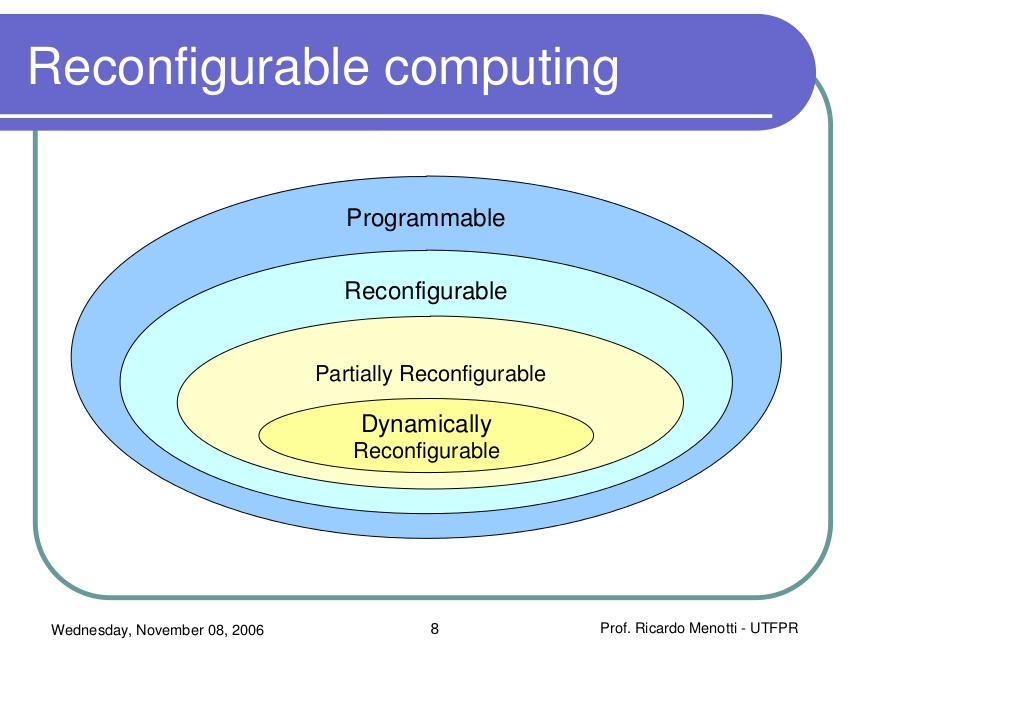 Reconfigurable computing
Programmable
Reconfigurable
Partially Reconfigurable
Dynamically
Reconfigurable
Wednesday, November 08, 2006
8
Prof. Ricardo Menotti - UTFPR